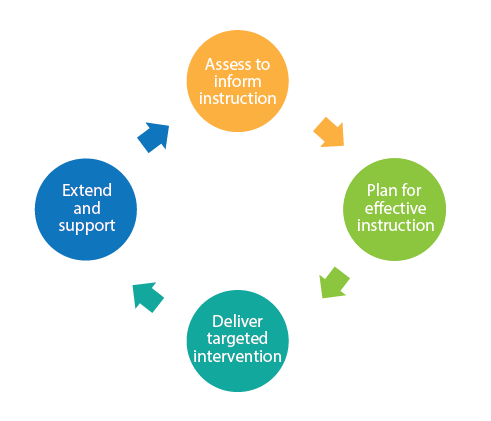 Assess to
inform
instruction
Plan for
effective
instruction
Deliver
targeted
intervention
Extend
and
support